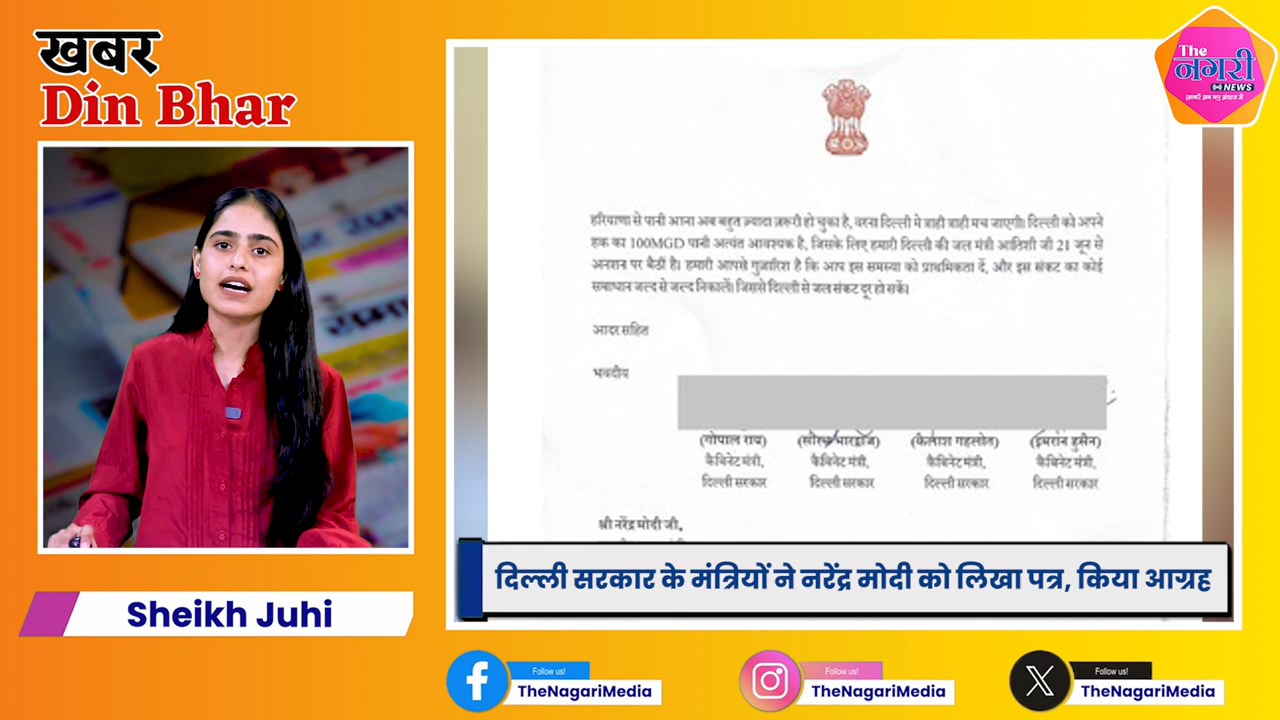 खबर
Din Bhar
The
नगरी
NEWS
हरियाणा से पानी आना अब बहुत ज़्यादा ज़रूरी हो चुका है, वरना दिल्ली मे त्राही त्राही मच जाएगी। दिल्ली को अपने
हक का 100MGD पानी अत्यंत आवश्यक है, जिसके लिए हमारी दिल्ली की जल मंत्री आतिशी जी 21 जून से
अनशन पर बैठीं है। हमारी आपसे गुज़ारिश है कि आप इस समस्या को प्राथमिकता दें, और इस संकट का कोई
समाधान जल्द से जल्द निकालें। जिससे दिल्ली से जल संकट दूर हो सकें।
आदर सहित
भवदीय
(गोपाल राय) (सौरभ भारद्वाज) (कैलाश गहलोत) (इमरान हुसैन)
कैबिनेट मंत्री, कैबिनेट मंत्री, कैबिनेट मंत्री, कैबिनेट मंत्री,
दिल्ली सरकार दिल्ली सरकार दिल्ली सरकार दिल्ली सरकार
श्री नरेंद्र मोदी जी,
दिल्ली सरकार के मंत्रियों ने नरेंद्र मोदी को लिखा पत्र, किया आग्रह
Sheikh Juhi
Follow us!
TheNagariMedia
Follow us!
TheNagariMedia
Follow us!
TheNagariMedia